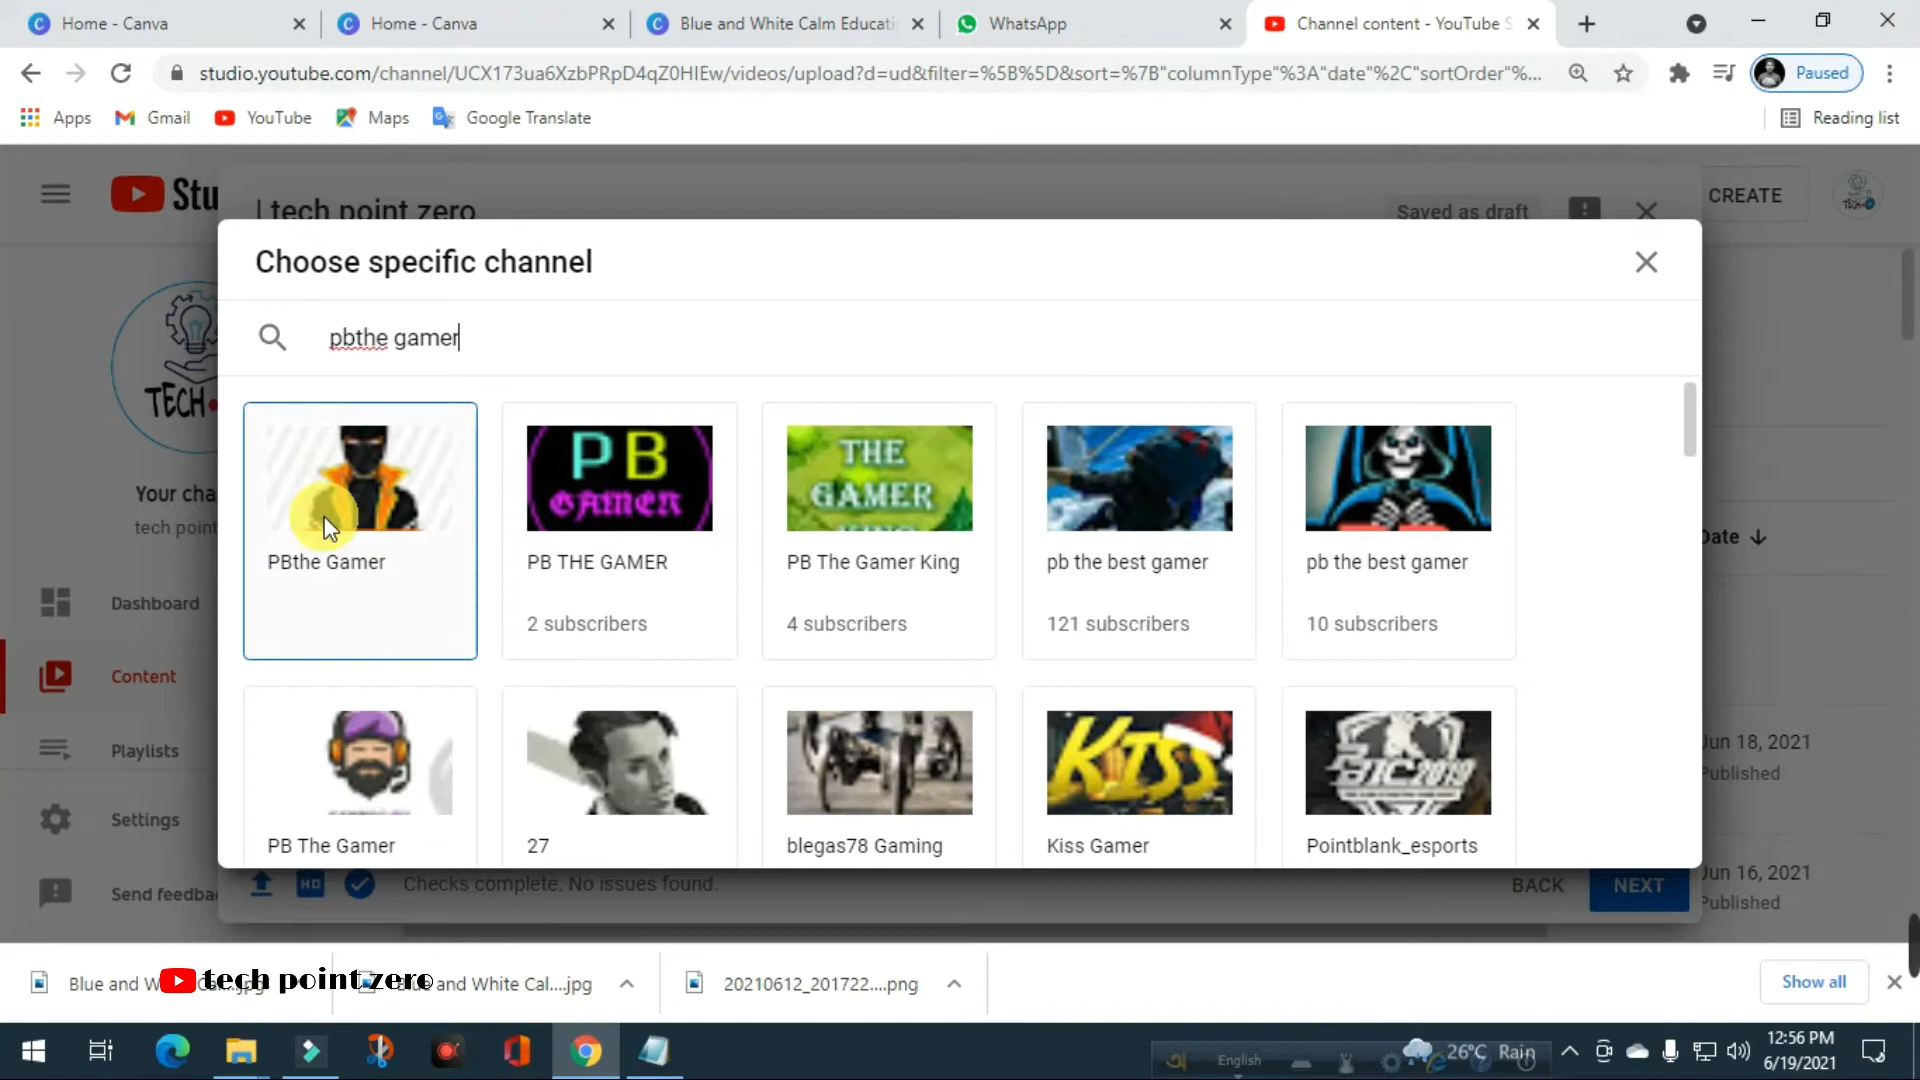 Home - Canva
Home - Canva
Blue and White Calm Educati
WhatsApp
Channel content - YouTube S
studio.youtube.com/channel/UCX173ua6XzbPRpD4qZ0HIEw/videos/upload?d=ud&filter=%5B%5D&sort=%7B"columnType"%3A"date"%2C"sortOrder"%...
Paused
Apps
Gmail
YouTube
Maps
Google Translate
Reading list
Stu
| tech point zero
Saved as draft
CREATE
Choose specific channel
pbthe gamer
TECH
Your cha
tech point
Dashboard
Content
Playlists
Settings
Send feedba
PB
GAMER
THE
GAMER
KING
PBthe Gamer
PB THE GAMER
PB The Gamer King
pb the best gamer
pb the best gamer
2 subscribers
4 subscribers
121 subscribers
10 subscribers
Date
KISS
2019
PB The Gamer
27
blegas78 Gaming
Kiss Gamer
Pointblank_esports
Jun 18, 2021
Published
Jun 16, 2021
Published
HD
Checks complete. No issues found.
BACK
NEXT
Blue and W
tech point zero
and White Cal....jpg
20210612_201722....png
Show all
English
26°C Rain
12:56 PM
6/19/2021